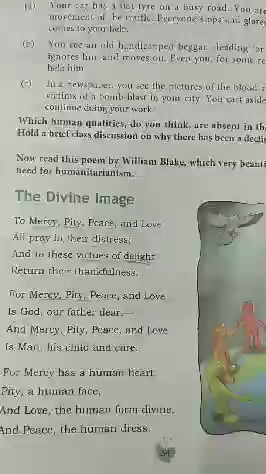 (a) Your car has a flat tyre on a busy road. You are
movement of the traffic. Everyone stops and glares
comes to your help.
(b) You see an old handicapped beggar pleading for
ignores him and moves on. Even you, for some re
help him.
(c) In a newspaper, you see the pictures of the blood
victims of a bomb blast in your city. You cast aside
continue doing your work.
Which human qualities, do you think, are absent in th
Hold a brief class discussion on why there has been a decli
Now read this poem by William Blake, which very beauti
need for humanitarianism.
The Divine Image
To Mercy, Pity, Peace, and Love
All pray in their distress;
And to these virtues of delight
Return their thankfulness.
For Mercy, Pity, Peace, and Love
Is God, our father dear,—
And Mercy, Pity, Peace, and Love
Is Man, his child and care.
For Mercy has a human heart;
Pity, a human face,
And Love, the human form divine,
And Peace, the human dress.